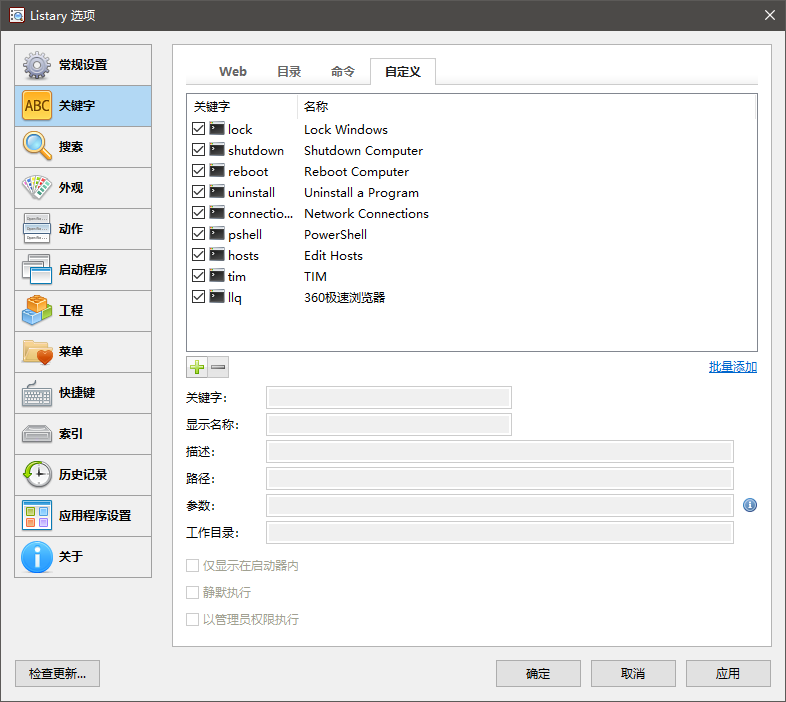 Listary 选项
常规设置
ABC 关键字
搜索
外观
动作
启动程序
工程
菜单
快捷键
索引
历史记录
应用程序设置
关于
Web 目录 命令 自定义
关键字 名称
lock Lock Windows
shutdown Shutdown Computer
reboot Reboot Computer
uninstall Uninstall a Program
connectio... Network Connections
pshell PowerShell
hosts Edit Hosts
tim TIM
llq 360极速浏览器
批量添加
关键字:
显示名称:
描述:
路径:
参数:
工作目录:
仅显示在启动器内
静默执行
以管理员权限执行
检查更新... 确定 取消 应用